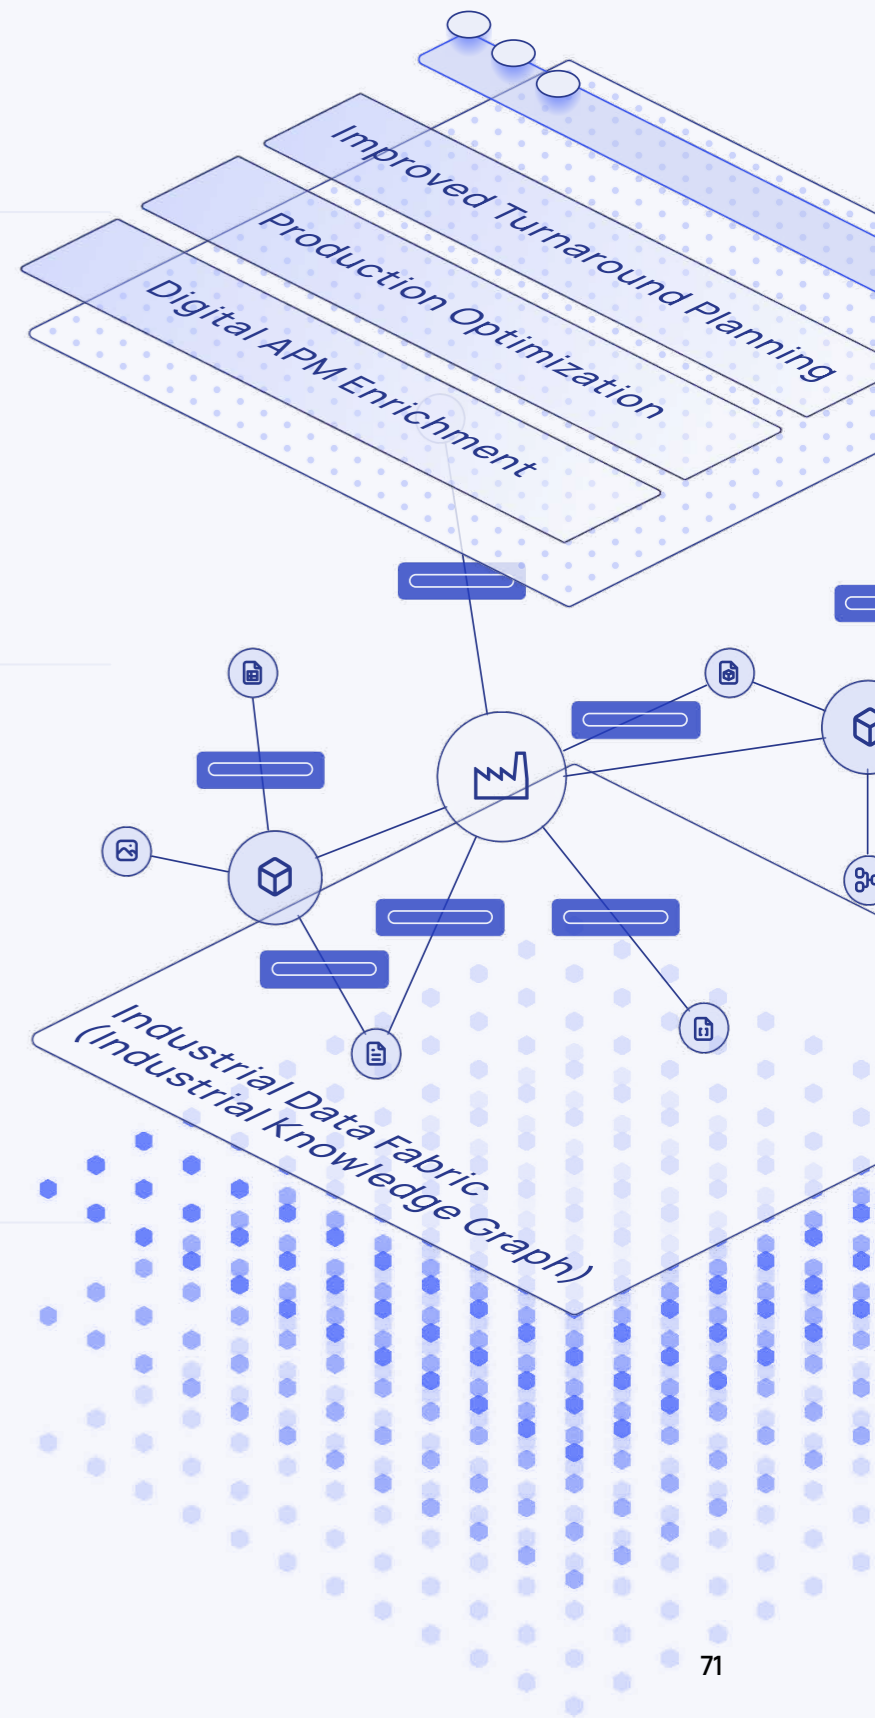 Improved Turnaround Planning
Production Optimization
Digital APM Enrichment
Industrial Data Fabric
(Industrial Knowledge Graph)
71